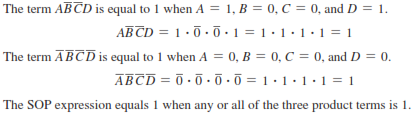 The term AB̅C̅D is equal to 1 when A = 1, B = 0, C = 0, and D = 1.
AB̅C̅D = 1 · 0̅ · 0̅ · 1 = 1 · 1 · 1 · 1 = 1
The term A̅B̅C̅D̅ is equal to 1 when A = 0, B = 0, C = 0, and D = 0.
A̅B̅C̅D̅ = 0̅ · 0̅ · 0̅ · 0̅ = 1 · 1 · 1 · 1 = 1
The SOP expression equals 1 when any or all of the three product terms is 1.